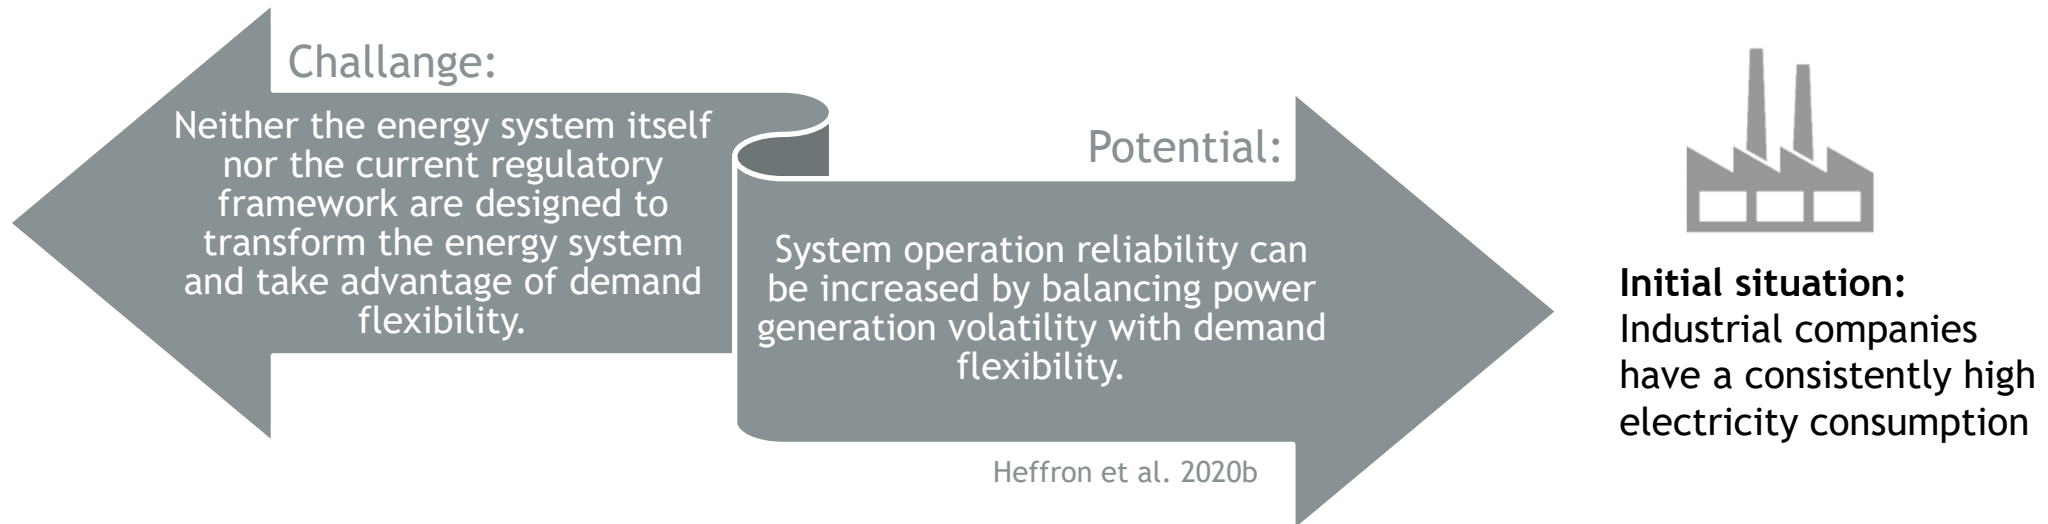 Challange:
Neither the energy system itself
nor the current regulatory
framework are designed to
transform the energy system
and take advantage of demand
flexibility.
Potential:
System operation reliability can
be increased by balancing power
generation volatility with demand
flexibility.
Heffron et al. 2020b
Initial situation:
Industrial companies
have a consistently high
electricity consumption